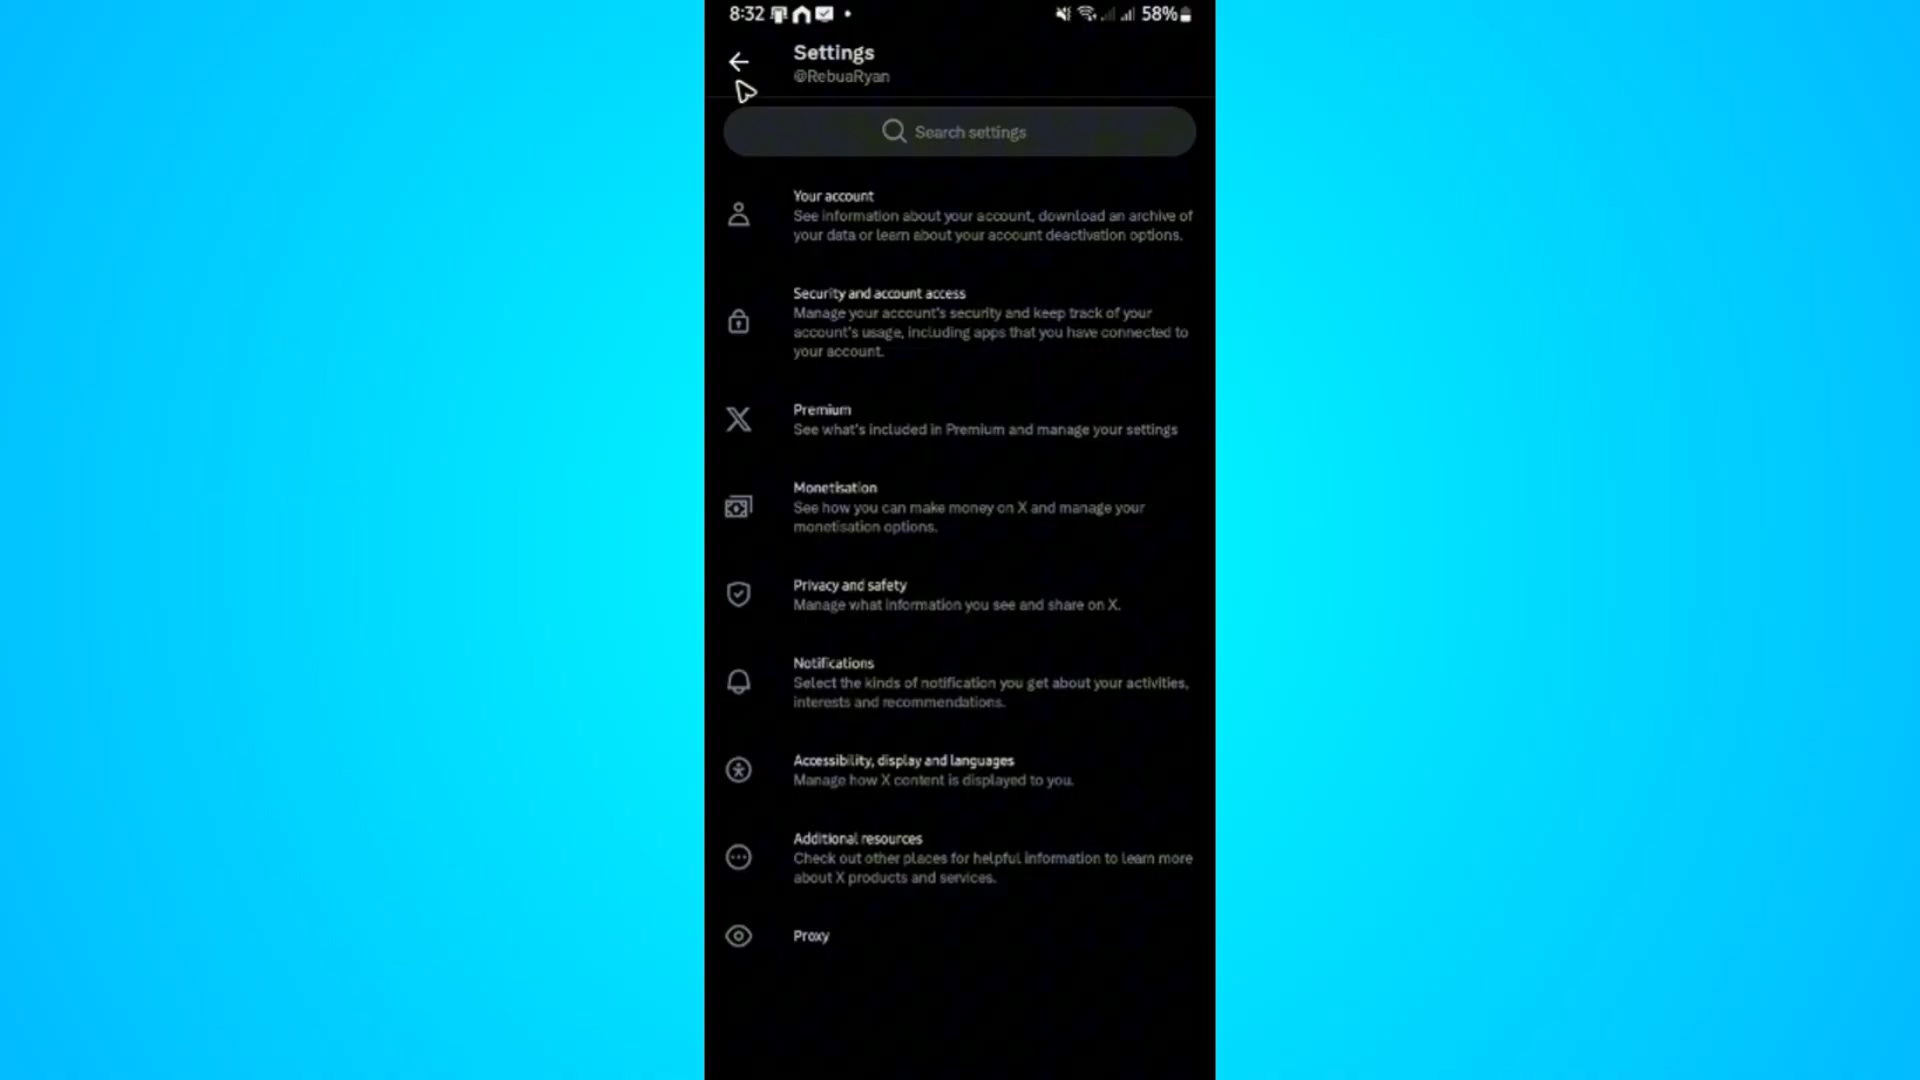 8:32
58%
Settings
@RebuaRyan
Search settings
Your account
See information about your account, download an archive of
your data or learn about your account deactivation options.
Security and account access
Manage your account's security and keep track of your
account's usage, including apps that you have connected to
your account.
Premium
See what's included in Premium and manage your settings
Monetisation
See how you can make money on X and manage your
monetisation options.
Privacy and safety
Manage what information you see and share on X.
Notifications
Select the kinds of notification you get about your activities,
interests and recommendations.
Accessibility, display and languages
Manage how X content is displayed to you.
Additional resources
Check out other places for helpful information to learn more
about X products and services.
Proxy